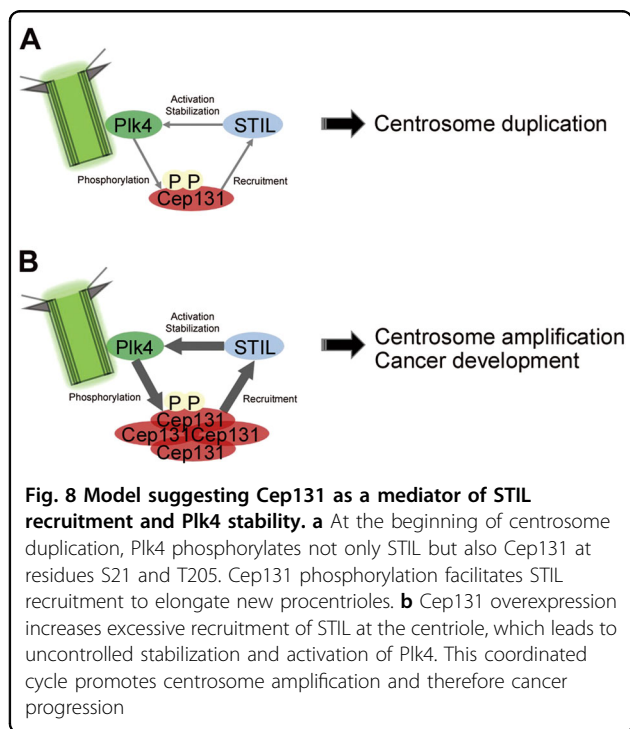 A
Activation
Stabilization
Plk4
STIL
Centrosome duplication
Phosphorylation
P P
Recruitment
Cep131
B
Activation
Stabilization
Plk4
STIL
Centrosome amplification
Cancer development
Phosphorylation
P P
Recruitment
Cep131
Cep131Cep131
Cep131
Fig. 8 Model suggesting Cep131 as a mediator of STIL
recruitment and Plk4 stability. a At the beginning of centrosome
duplication, Plk4 phosphorylates not only STIL but also Cep131 at
residues S21 and T205. Cep131 phosphorylation facilitates STIL
recruitment to elongate new procentrioles. b Cep131 overexpression
increases excessive recruitment of STIL at the centriole, which leads to
uncontrolled stabilization and activation of Plk4. This coordinated
cycle promotes centrosome amplification and therefore cancer
progression